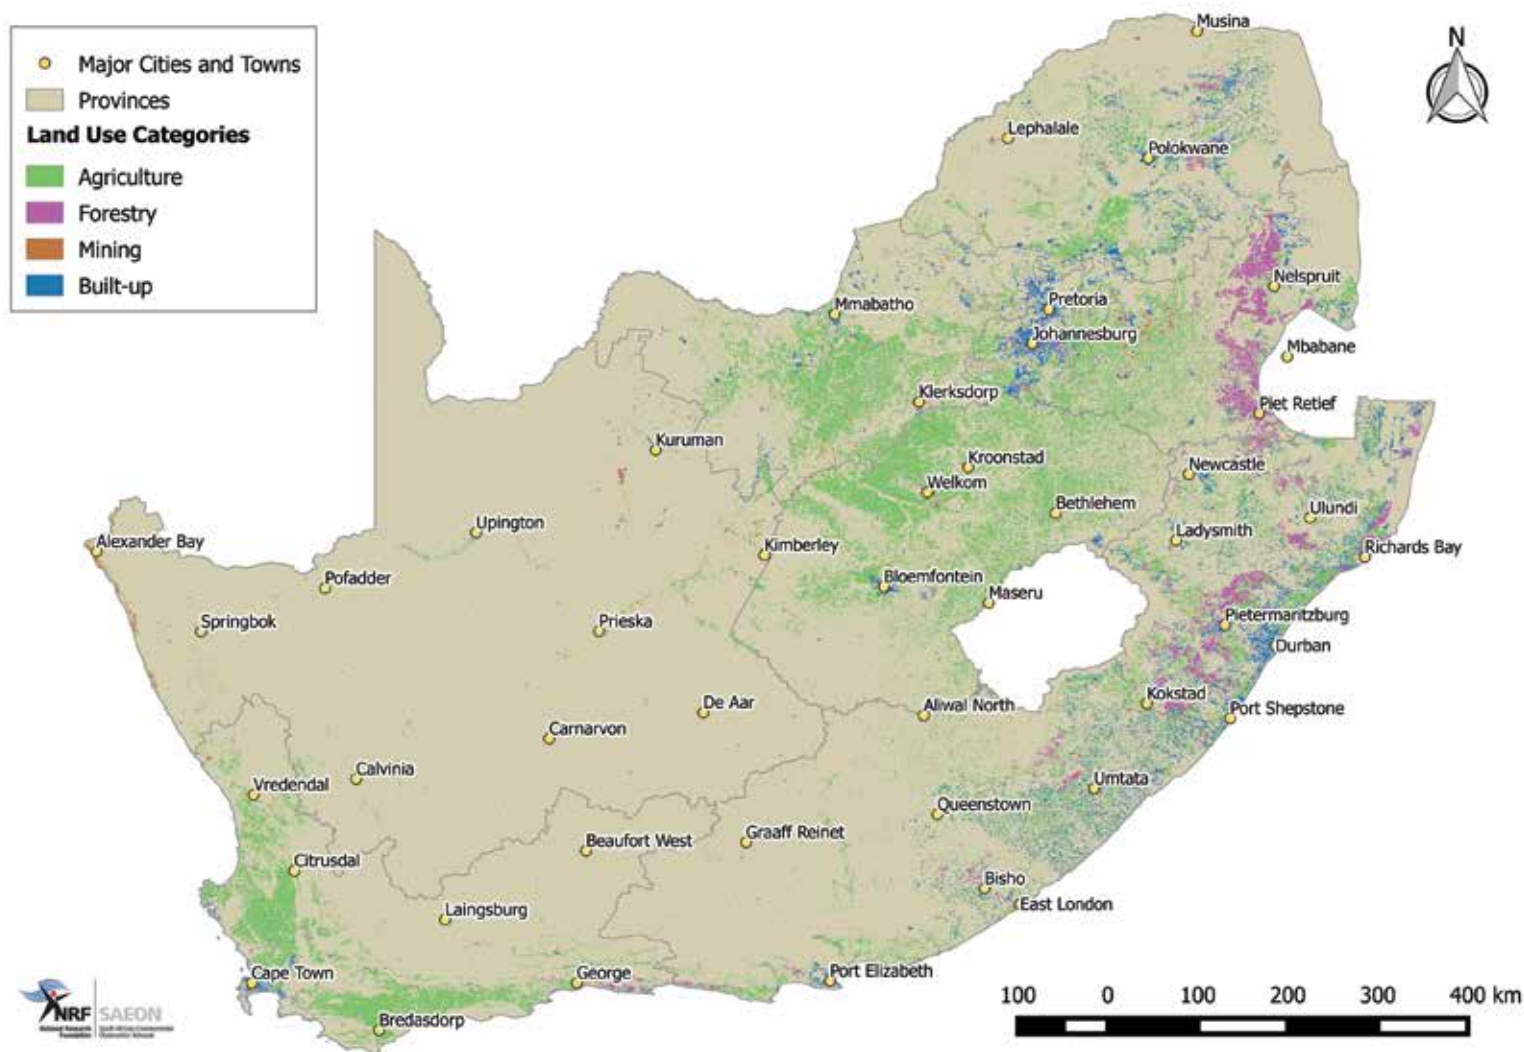 Major Cities and Towns
Provinces
Land Use Categories
Agriculture
Forestry
Mining
Built-up
N
Musina
Lephalale
Polokwane
Nelspruit
Mmabatho
Pretoria
Johannesburg
Mbabane
Klerksdorp
Piet Retief
Kuruman
Kroonstad
Newcastle
Welkom
Bethlehem
Ulundi
Upington
Ladysmith
Alexander Bay
Kimberley
Richards Bay
Pofadder
Bloemfontein
Maseru
Springbok
Prieska
Pietermaritzburg
Durban
De Aar
Aliwal North
Kokstad
Port Shepstone
Carnarvon
Calvinia
Vredendal
Umtata
Queenstown
Beaufort West
Graaff Reinet
Citrusdal
Bisho
Laingsburg
East London
Cape Town
George
Port Elizabeth
Bredasdorp
NRF SAEON
National Research
Foundation
100 0 100 200 300 400 km